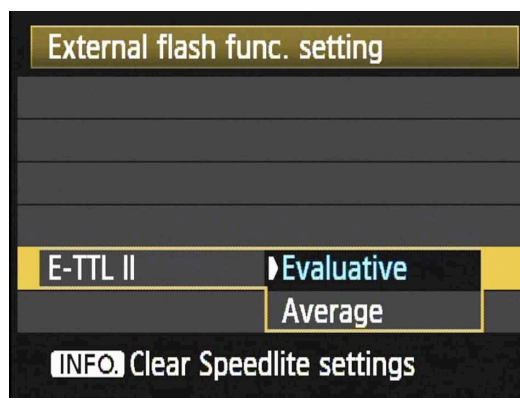 External flash func. setting
E-TTL II Evaluative
Average
INFO. Clear Speedlite settings